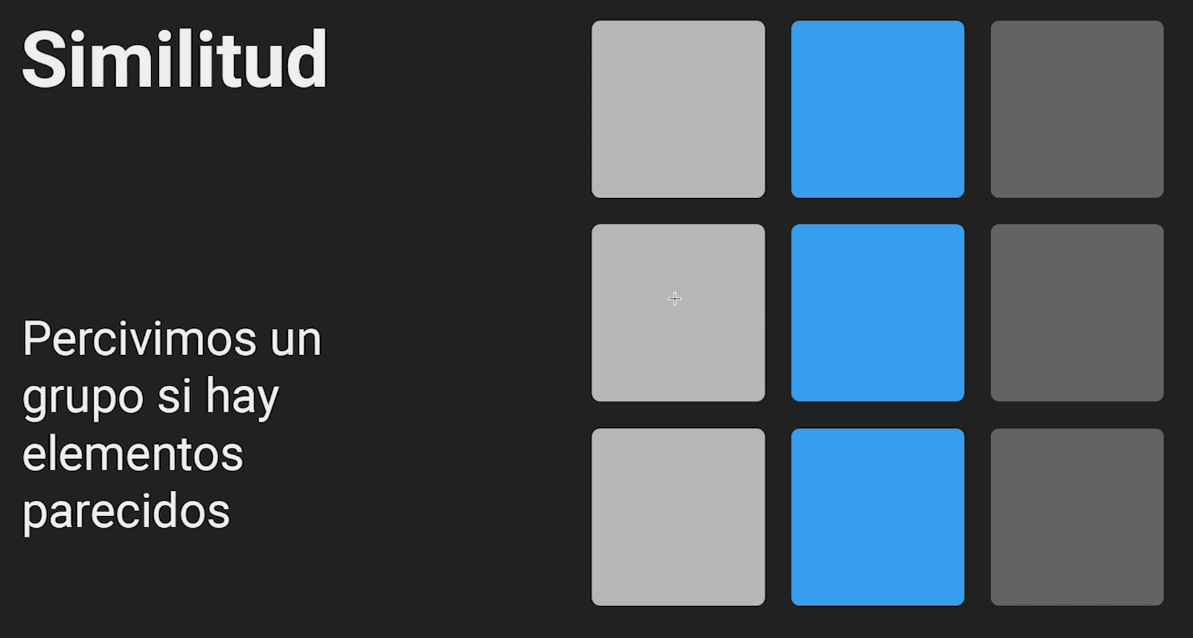 Similitud
Percivimos un
grupo si hay
elementos
parecidos